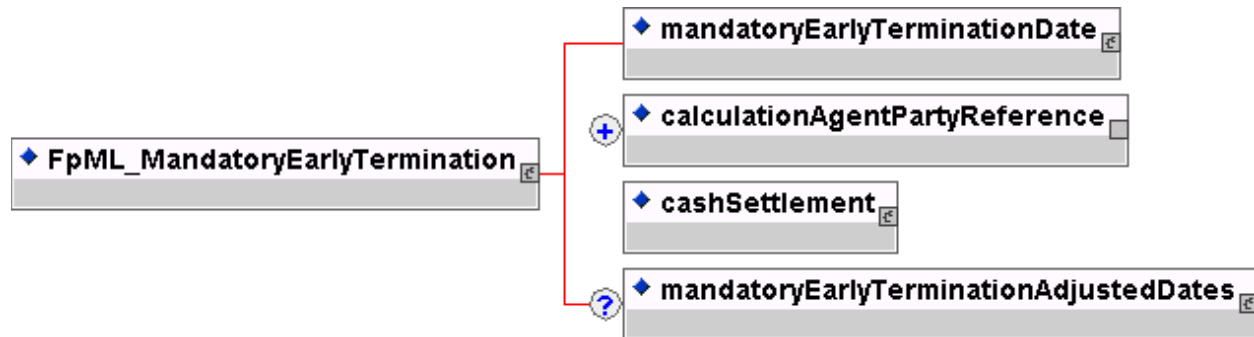 mandatoryEarlyTerminationDate
+ calculationAgentPartyReference
FpML_MandatoryEarlyTermination
cashSettlement
? mandatoryEarlyTerminationAdjustedDates